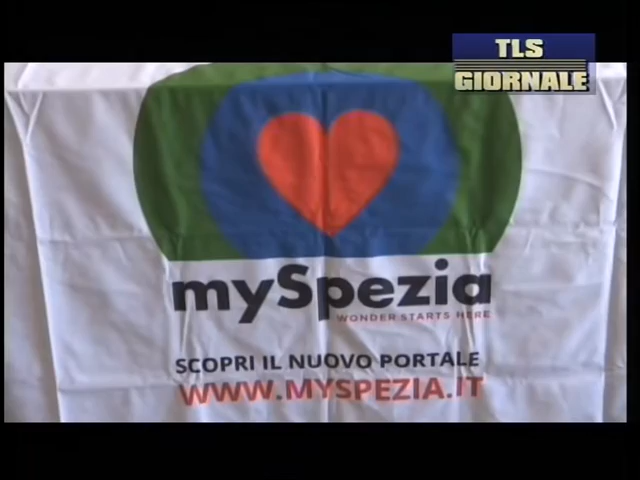 TLS
GIORNALE
mySpezia
WONDER STARTS HERE
SCOPRI IL NUOVO PORTALE
WWW.MYSPEZIA.IT